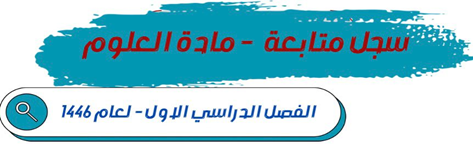 سجل متابعة - مادة العلوم
الفصل الدراسي الاول - لعام 1446